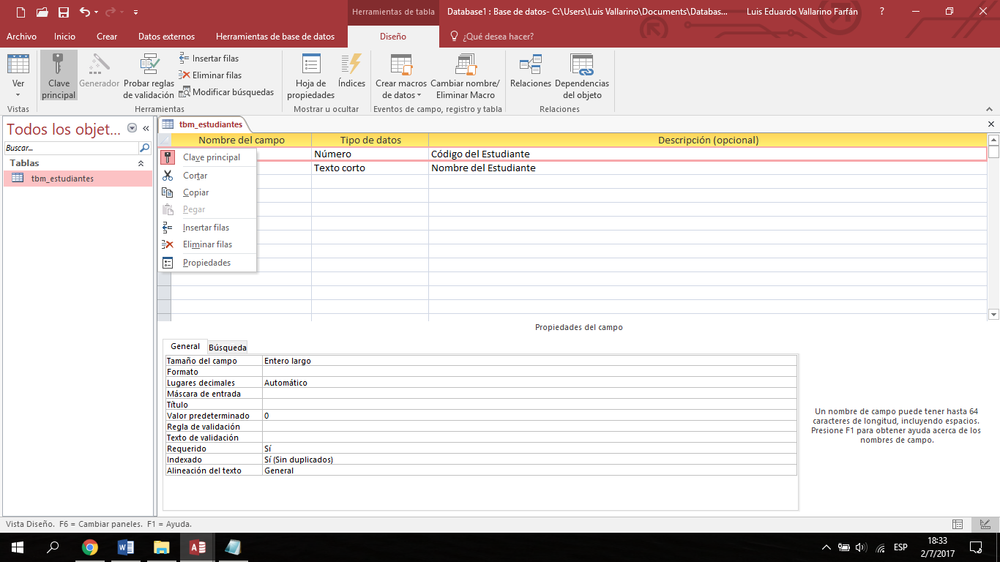 Herramientas de tabla
Database1 : Base de datos- C:\Users\Luis Vallarino\Documents\Databas...
Luis Eduardo Vallarino Farfán
?
Archivo
Inicio
Crear
Datos externos
Herramientas de base de datos
Diseño
¿Qué desea hacer?
Ver
Clave principal
Generador
Probar reglas de validación
Insertar filas
Eliminar filas
Modificar búsquedas
Hoja de propiedades
Índices
Crear macros de datos
Cambiar nombre/ Eliminar Macro
Relaciones
Dependencias del objeto
Vistas
Herramientas
Mostrar u ocultar
Eventos de campo, registro y tabla
Relaciones
Todos los objet...
Buscar...
Tablas
tbm_estudiantes
tbm_estudiantes
Nombre del campo
Tipo de datos
Descripción (opcional)
Número
Código del Estudiante
Texto corto
Nombre del Estudiante
Clave principal
Cortar
Copiar
Pegar
Insertar filas
Eliminar filas
Propiedades
Propiedades del campo
General
Búsqueda
Tamaño del campo
Entero largo
Formato
Lugares decimales
Automático
Máscara de entrada
Título
Valor predeterminado
0
Regla de validación
Texto de validación
Requerido
Sí
Indexado
Sí (Sin duplicados)
Alineación del texto
General
Un nombre de campo puede tener hasta 64
caracteres de longitud, incluyendo espacios.
Presione F1 para obtener ayuda acerca de los
nombres de campo.
Vista Diseño.  F6 = Cambiar paneles.  F1 = Ayuda.
ESP
18:33
2/7/2017